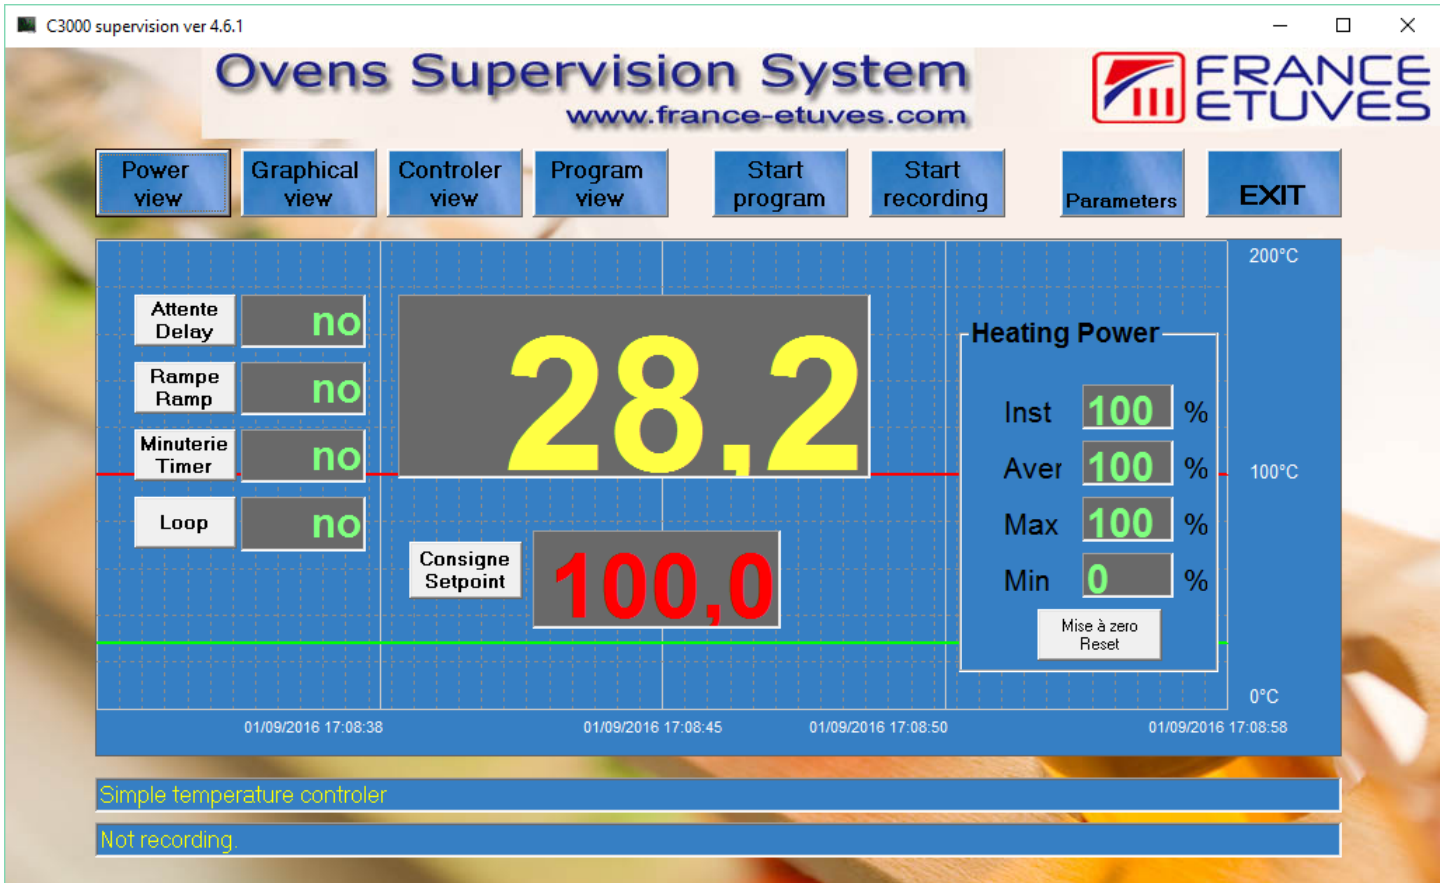 C3000 supervision ver 4.6.1
Ovens Supervision System
www.france-etuves.com
FRANCE
ETUVES
Power
view
Graphical
view
Controler
view
Program
view
Start
program
Start
recording
Parameters
EXIT
200°C
Attente
Delay
no
28,2
Heating Power
Rampe
Ramp
no
Inst 100 %
Minuterie
Timer
no
Aver 100 %
100°C
Loop
no
Max 100 %
Consigne
Setpoint
100,0
Min 0 %
Mise à zero
Reset
0°C
01/09/2016 17:08:38
01/09/2016 17:08:45
01/09/2016 17:08:50
01/09/2016 17:08:58
Simple temperature controler
Not recording.